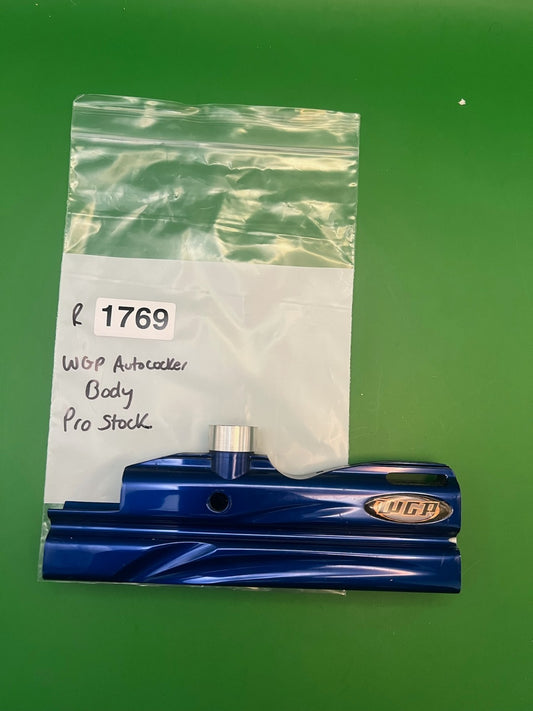 R 1769
WGP Autococker
Body
Pro Stock
WGP